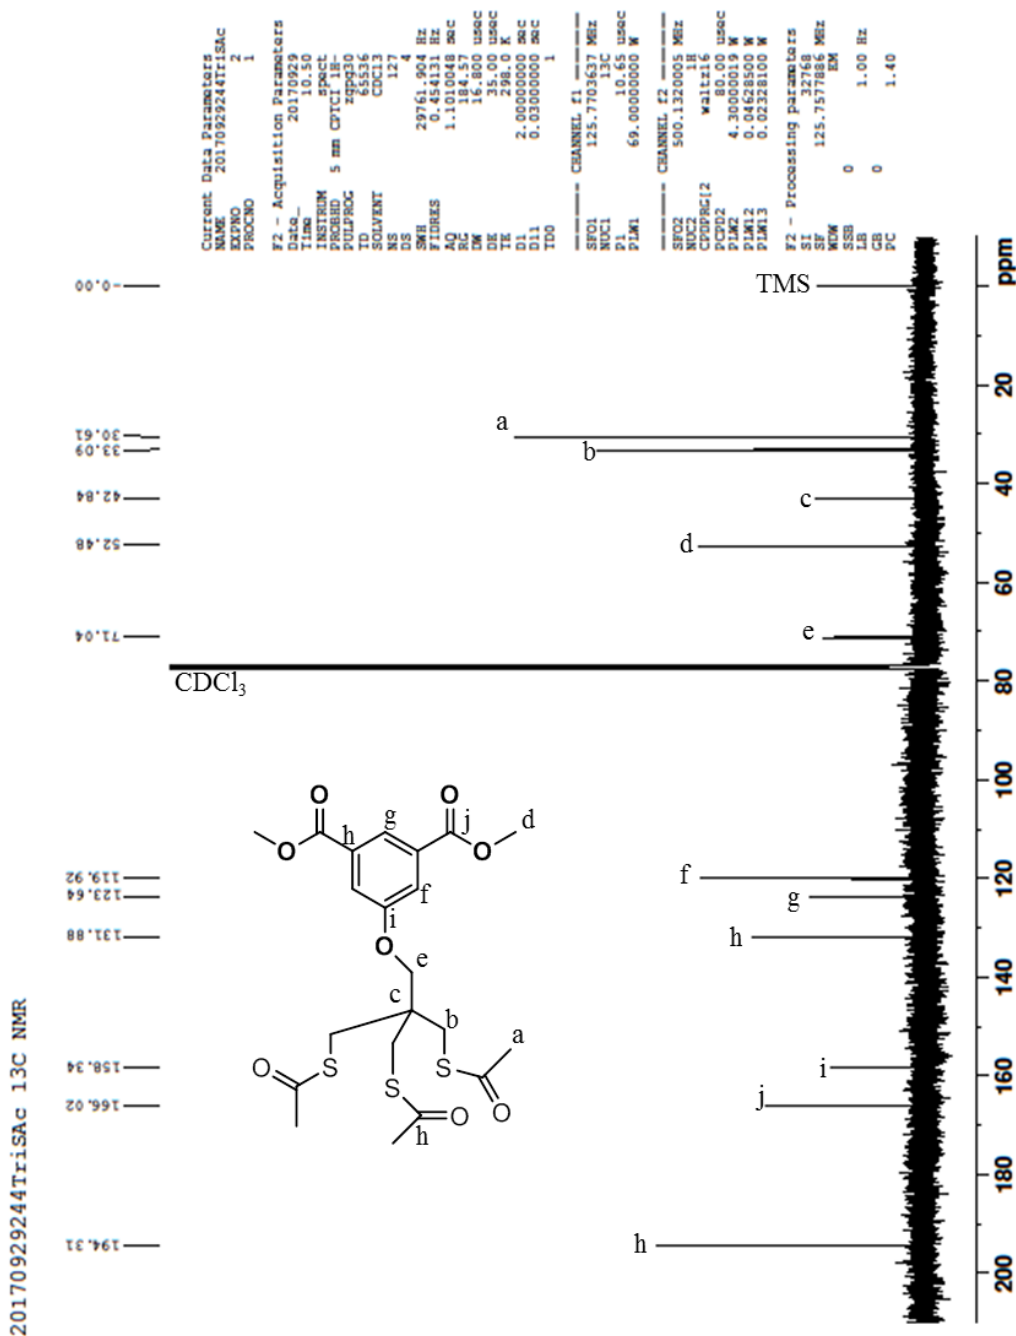 20170929244TriSAc 13C NMR
Current Data Parameters
NAME 20170929244TriSAc
EXPNO 2
PROCNO 1
F2 - Acquisition Parameters
Date_ 20170929
Time 10.50
INSTRUM spect
PROBHD 5 mm CPTCI 1H-
PULPROG zgpg30
TD 65536
SOLVENT CDCl3
NS 127
DS 4
SWH 29761.904 Hz
FIDRES 0.454131 Hz
AQ 1.1010048 sec
RG 184.57
DW 16.800 usec
DE 35.00 usec
TE 298.0 K
D1 2.00000000 sec
D11 0.03000000 sec
TD0 1
CHANNEL f1
SFO1 125.7703637 MHz
NUC1 13C
P1 10.65 usec
PLW1 69.00000000 W
CHANNEL f2
SFO2 500.1320005 MHz
NUC2 1H
CPDPRG[2 waltz16
PCPD2 80.00 usec
PLW2 4.30000019 W
PLW12 0.04628500 W
PLW13 0.02328100 W
F2 - Processing parameters
SI 32768
SF 125.7577886 MHz
WDW EM
SSB 0
LB 1.00 Hz
GB 0
PC 1.40
-0.00
30.61
33.09
42.84
52.48
71.04
119.92
123.64
131.88
158.34
166.02
194.31
TMS
a
b
c
d
e
CDCl3
f
g
h
i
j
h
O
O
h
g
j
d
O
O
f
i
O
e
c
b
a
O
S
S
S
O
O
h
ppm
20
40
60
80
100
120
140
160
180
200